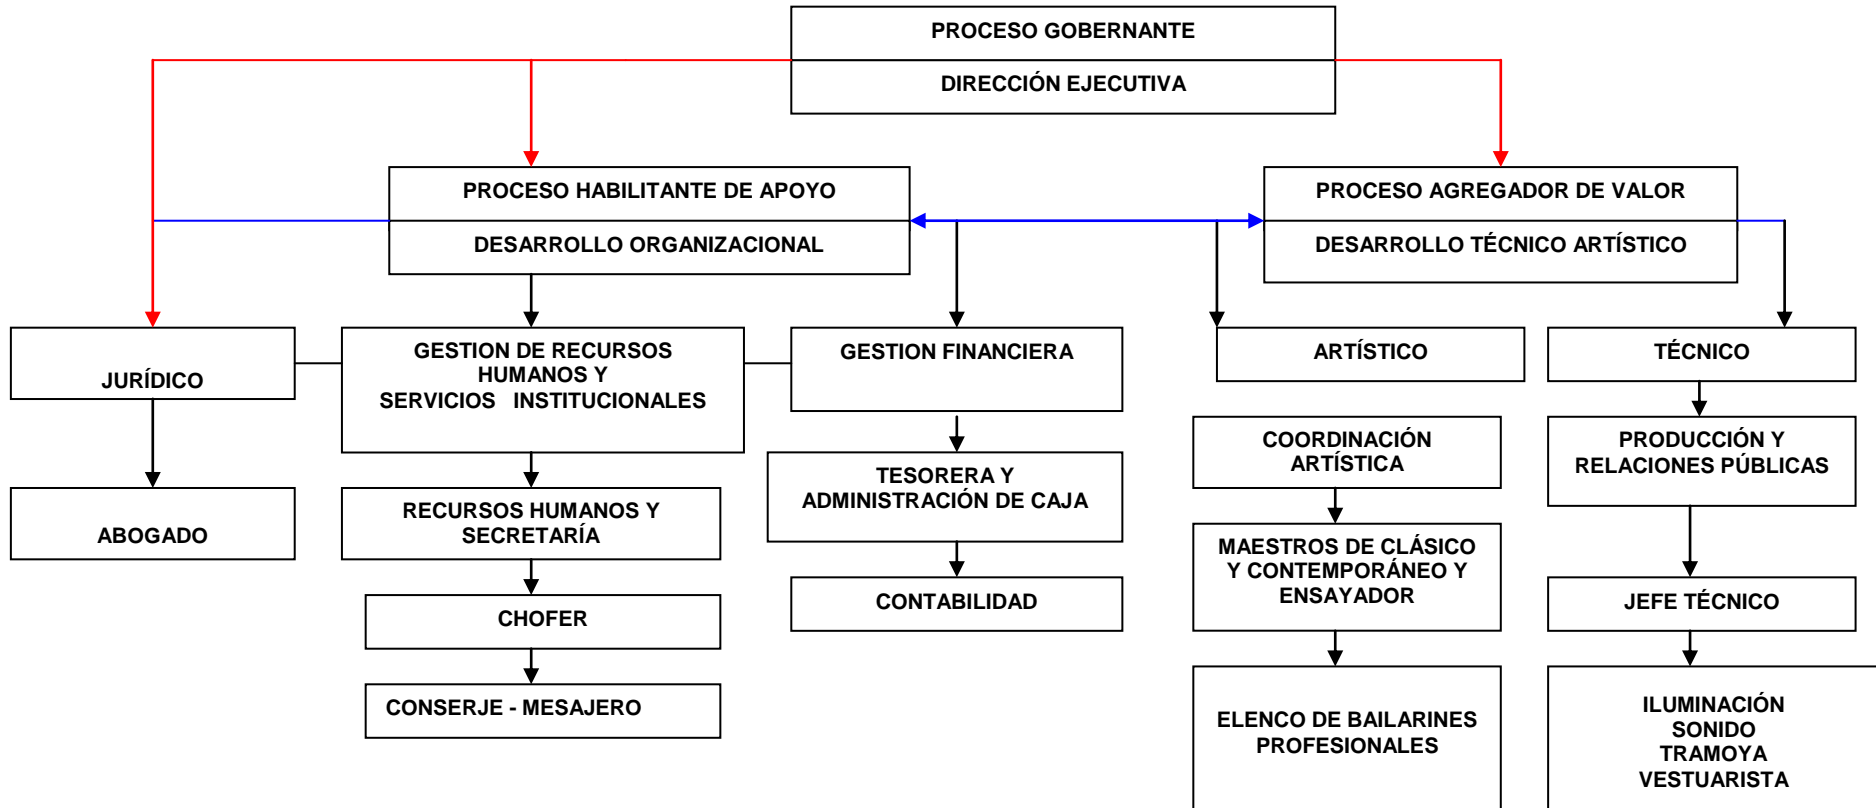 PROCESO GOBERNANTE
DIRECCIÓN EJECUTIVA
PROCESO HABILITANTE DE APOYO
DESARROLLO ORGANIZACIONAL
PROCESO AGREGADOR DE VALOR
DESARROLLO TÉCNICO ARTÍSTICO
JURÍDICO
ABOGADO
GESTION DE RECURSOS
HUMANOS Y
SERVICIOS INSTITUCIONALES
RECURSOS HUMANOS Y
SECRETARÍA
CHOFER
CONSERJE - MESAJERO
GESTION FINANCIERA
TESORERA Y
ADMINISTRACIÓN DE CAJA
CONTABILIDAD
ARTÍSTICO
COORDINACIÓN
ARTÍSTICA
MAESTROS DE CLÁSICO
Y CONTEMPORÁNEO Y
ENSAYADOR
ELENCO DE BAILARINES
PROFESIONALES
TÉCNICO
PRODUCCIÓN Y
RELACIONES PÚBLICAS
JEFE TÉCNICO
ILUMINACIÓN
SONIDO
TRAMOYA
VESTUARISTA